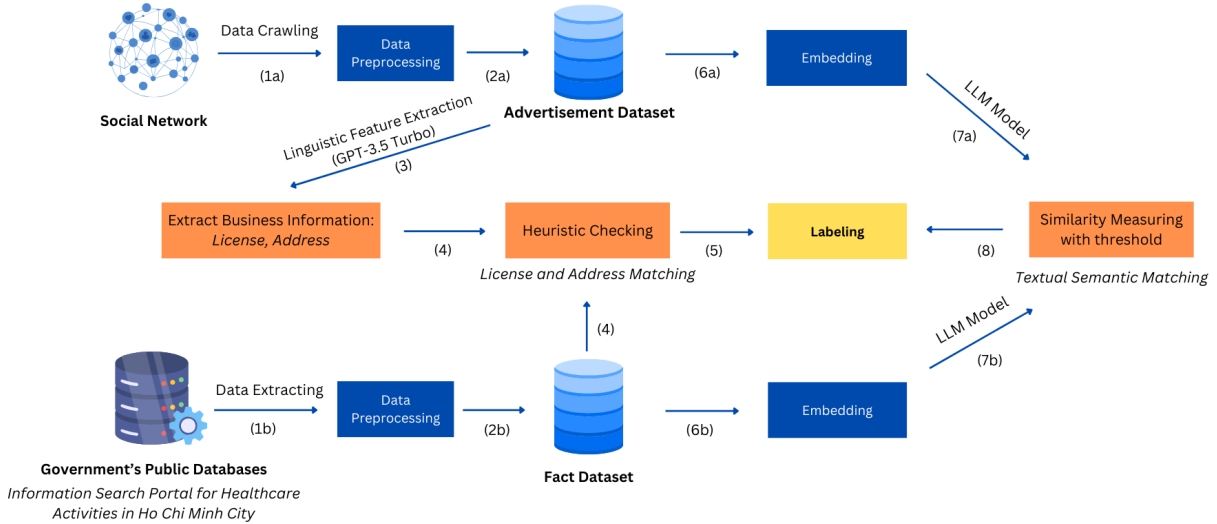 Data Crawling
(1a)
Social Network
Data
Preprocessing
(2a)
Advertisement Dataset
(6a)
Embedding
LLM Model
(7a)
Linguistic Feature Extraction
(GPT-3.5 Turbo)
(3)
Extract Business Information:
License, Address
(4)
Heuristic Checking
License and Address Matching
(5)
Labeling
(8)
Similarity Measuring
with threshold
Textual Semantic Matching
(4)
LLM Model
(7b)
Data Extracting
(1b)
Government’s Public Databases
Information Search Portal for Healthcare
Activities in Ho Chi Minh City
Data
Preprocessing
(2b)
Fact Dataset
(6b)
Embedding